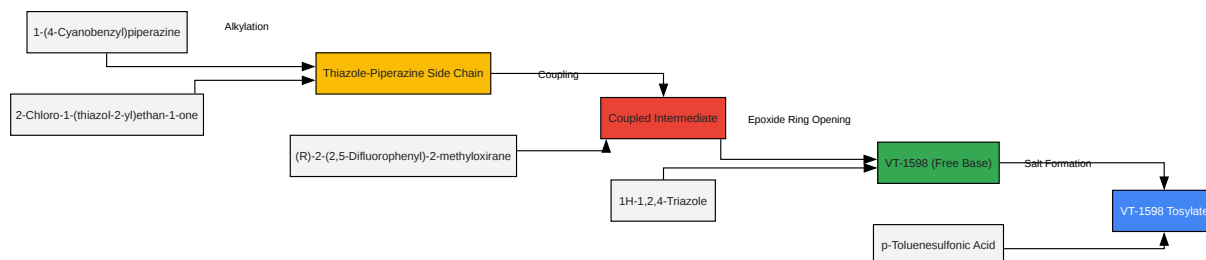 1-(4-Cyanobenzyl)piperazine
Alkylation
Thiazole-Piperazine Side Chain
Coupling
2-Chloro-1-(thiazol-2-yl)ethan-1-one
Coupled Intermediate
Epoxide Ring Opening
(R)-2-(2,5-Difluorophenyl)-2-methyloxirane
VT-1598 (Free Base)
Salt Formation
1H-1,2,4-Triazole
VT-1598 Tosylate
p-Toluenesulfonic Acid